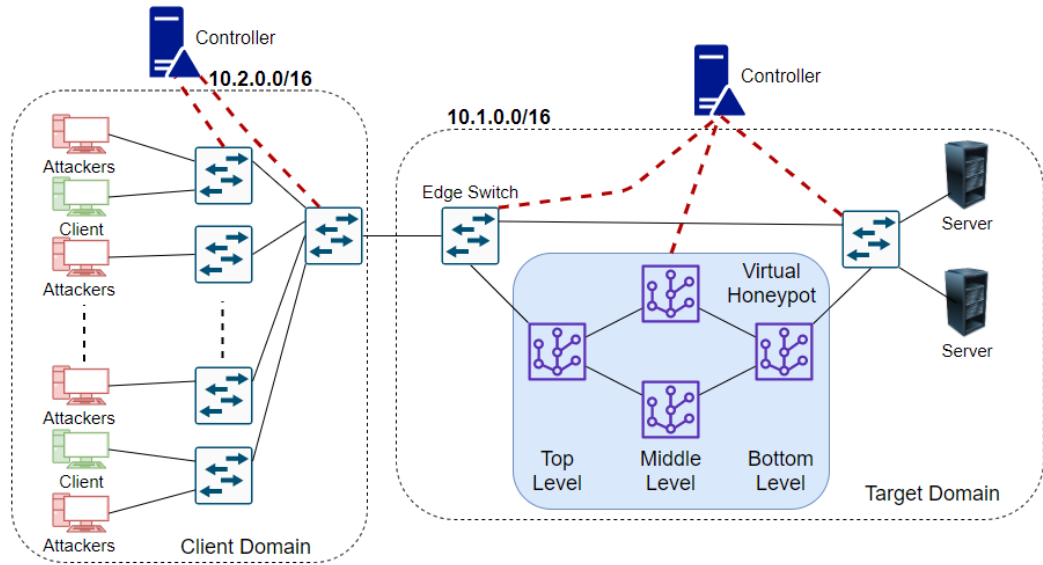 Controller
10.2.0.0/16
Attackers
Client
Attackers
Attackers
Client
Attackers
Client Domain
Controller
10.1.0.0/16
Edge Switch
Server
Server
Virtual
Honeypot
Top
Level
Middle
Level
Bottom
Level
Target Domain